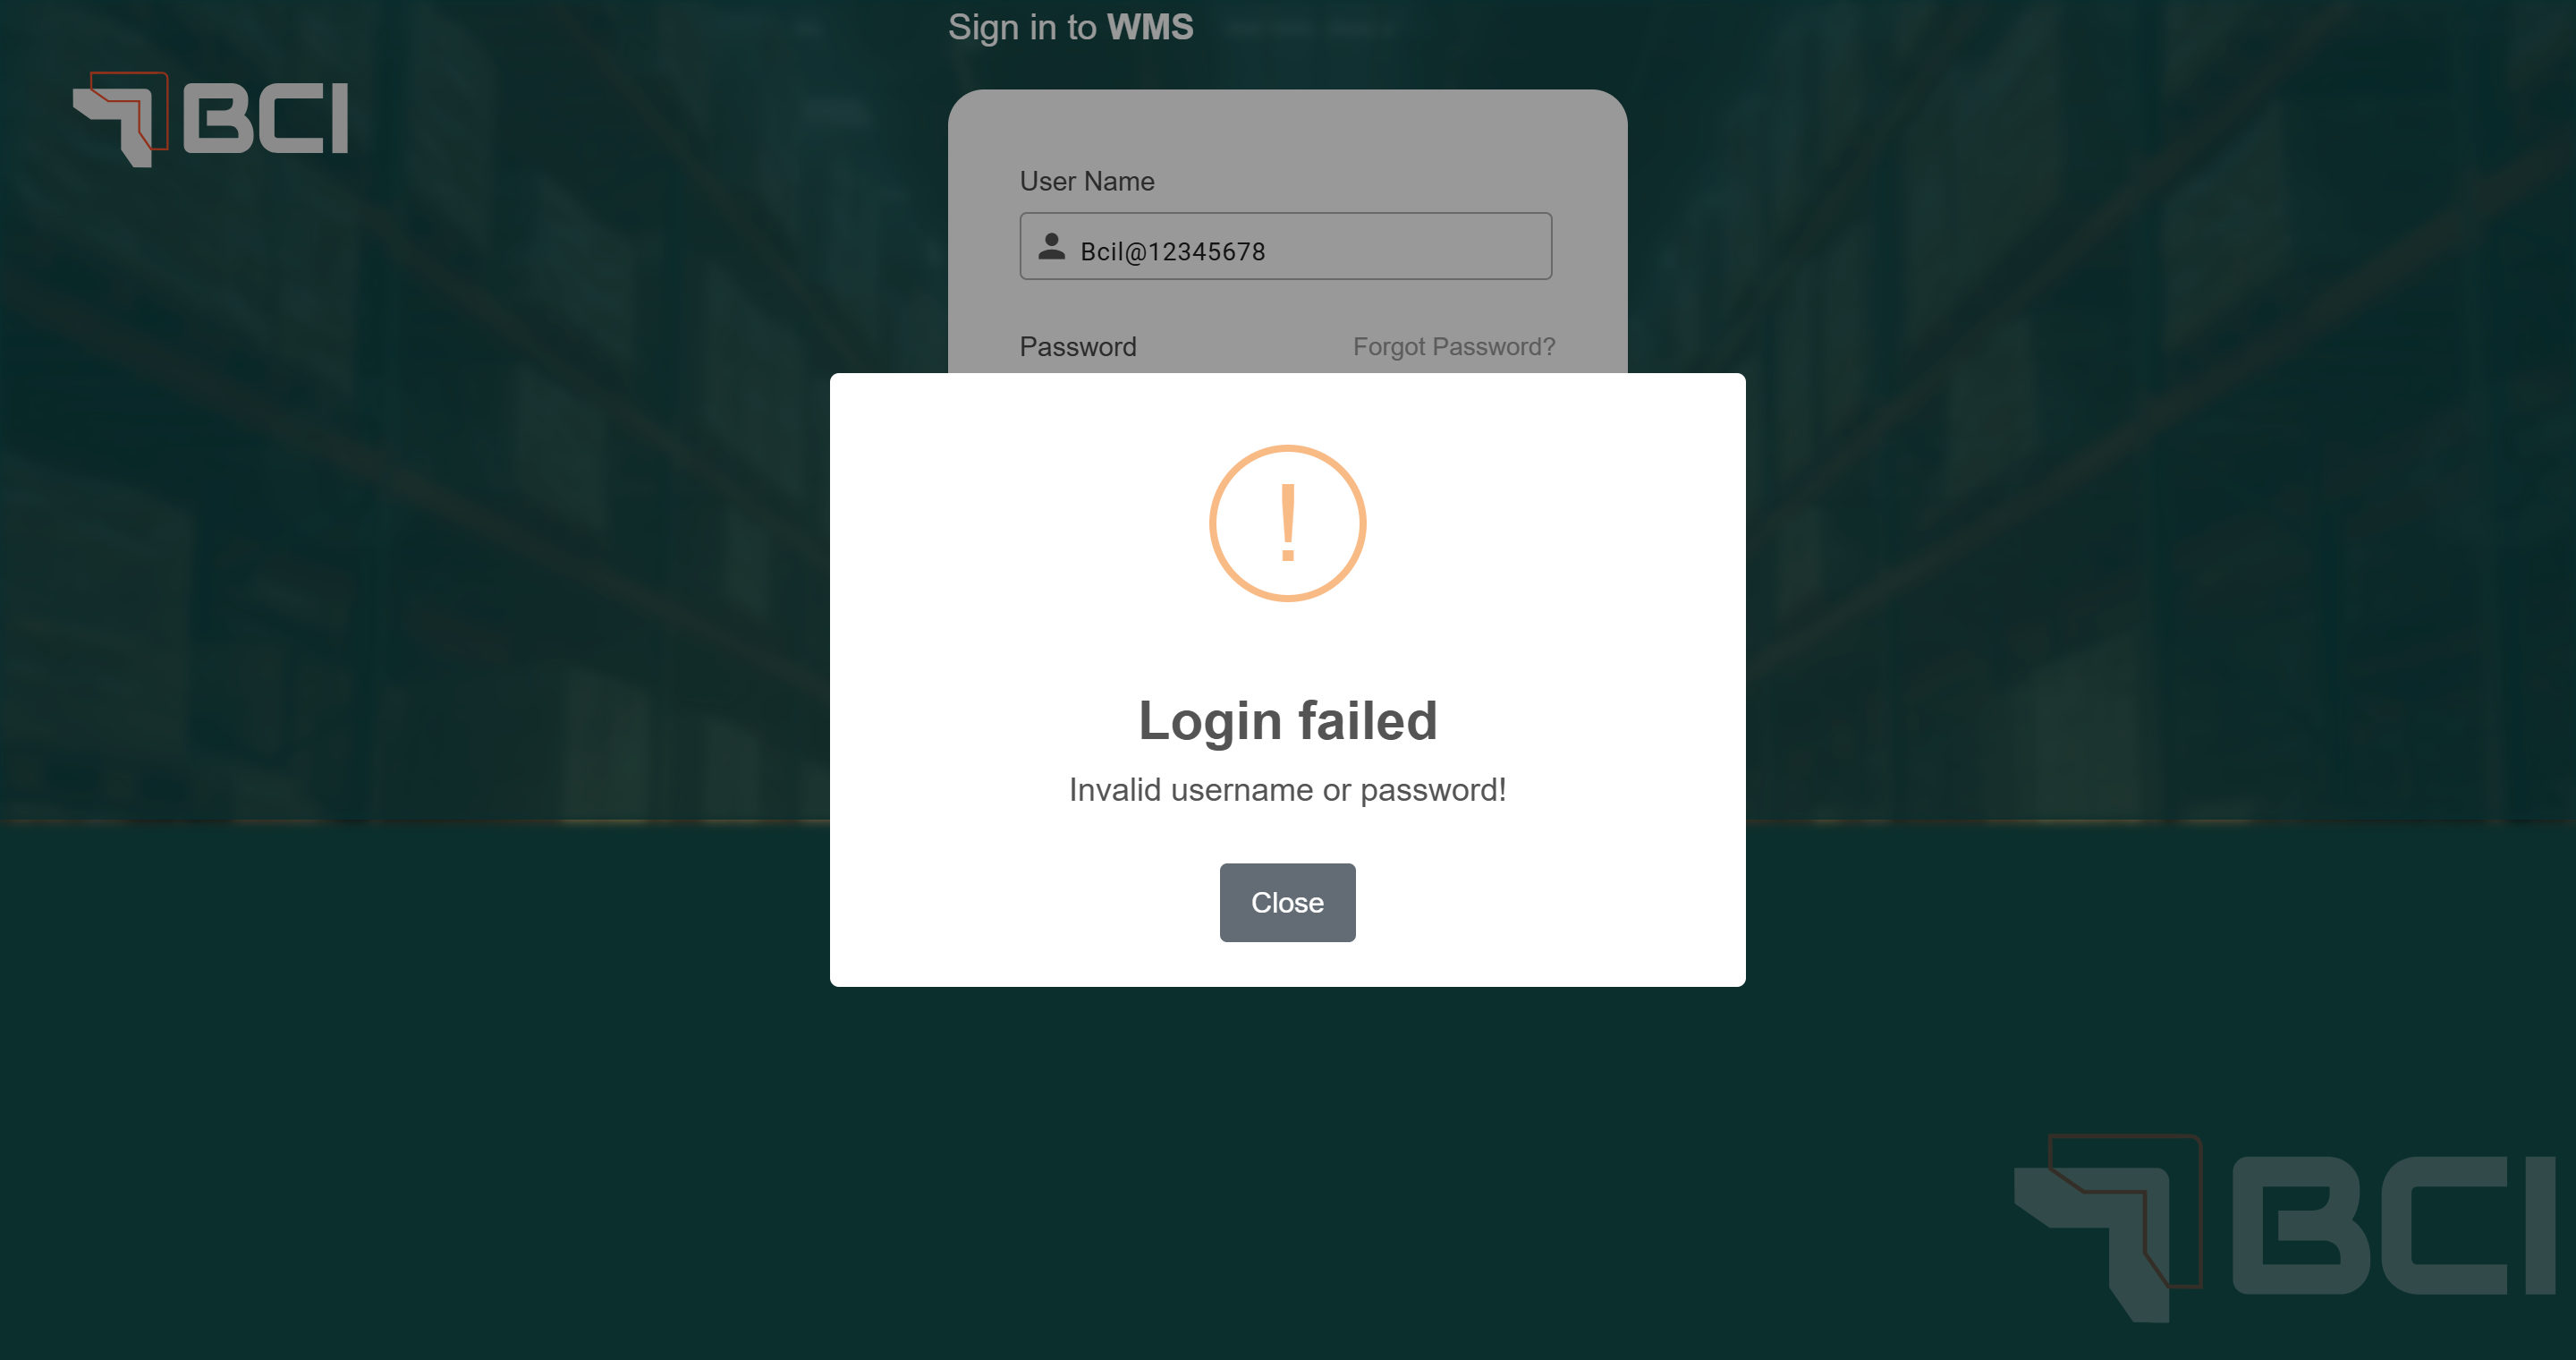 Sign in to WMS
BCI
User Name
Bcil@12345678
Password
Forgot Password?
!
Login failed
Invalid username or password!
Close
BCI